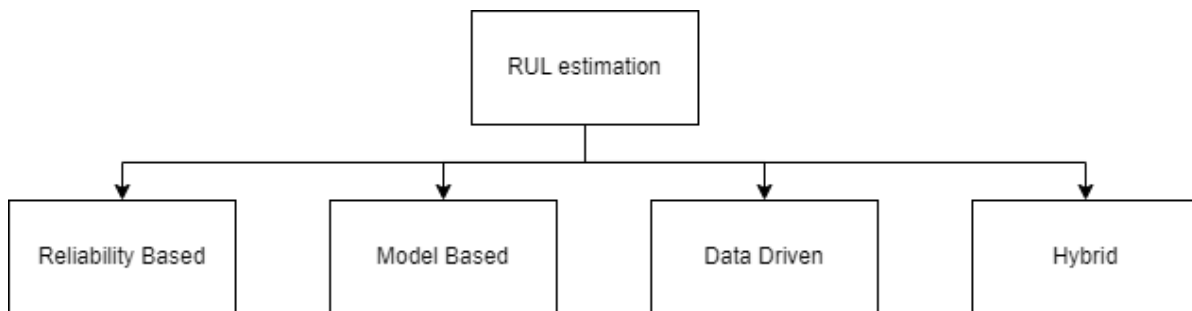 RUL estimation
Reliability Based
Model Based
Data Driven
Hybrid